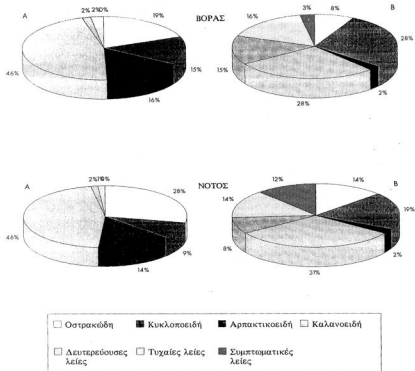 Α ΒΟΡΑΣ Β
2% 2% 0% 19% 15% 16% 46%
3% 8% 28% 2% 28% 15% 16%
Α ΝΟΤΟΣ Β
2% 1% 0% 28% 9% 14% 46%
12% 14% 19% 2% 31% 8% 14%
Οστρακώδη Κυκλοποειδή Αρπακτικοειδή Καλανοειδή
Δευτερεύουσες λείες Τυχαίες λείες Συμπτωματικές λείες